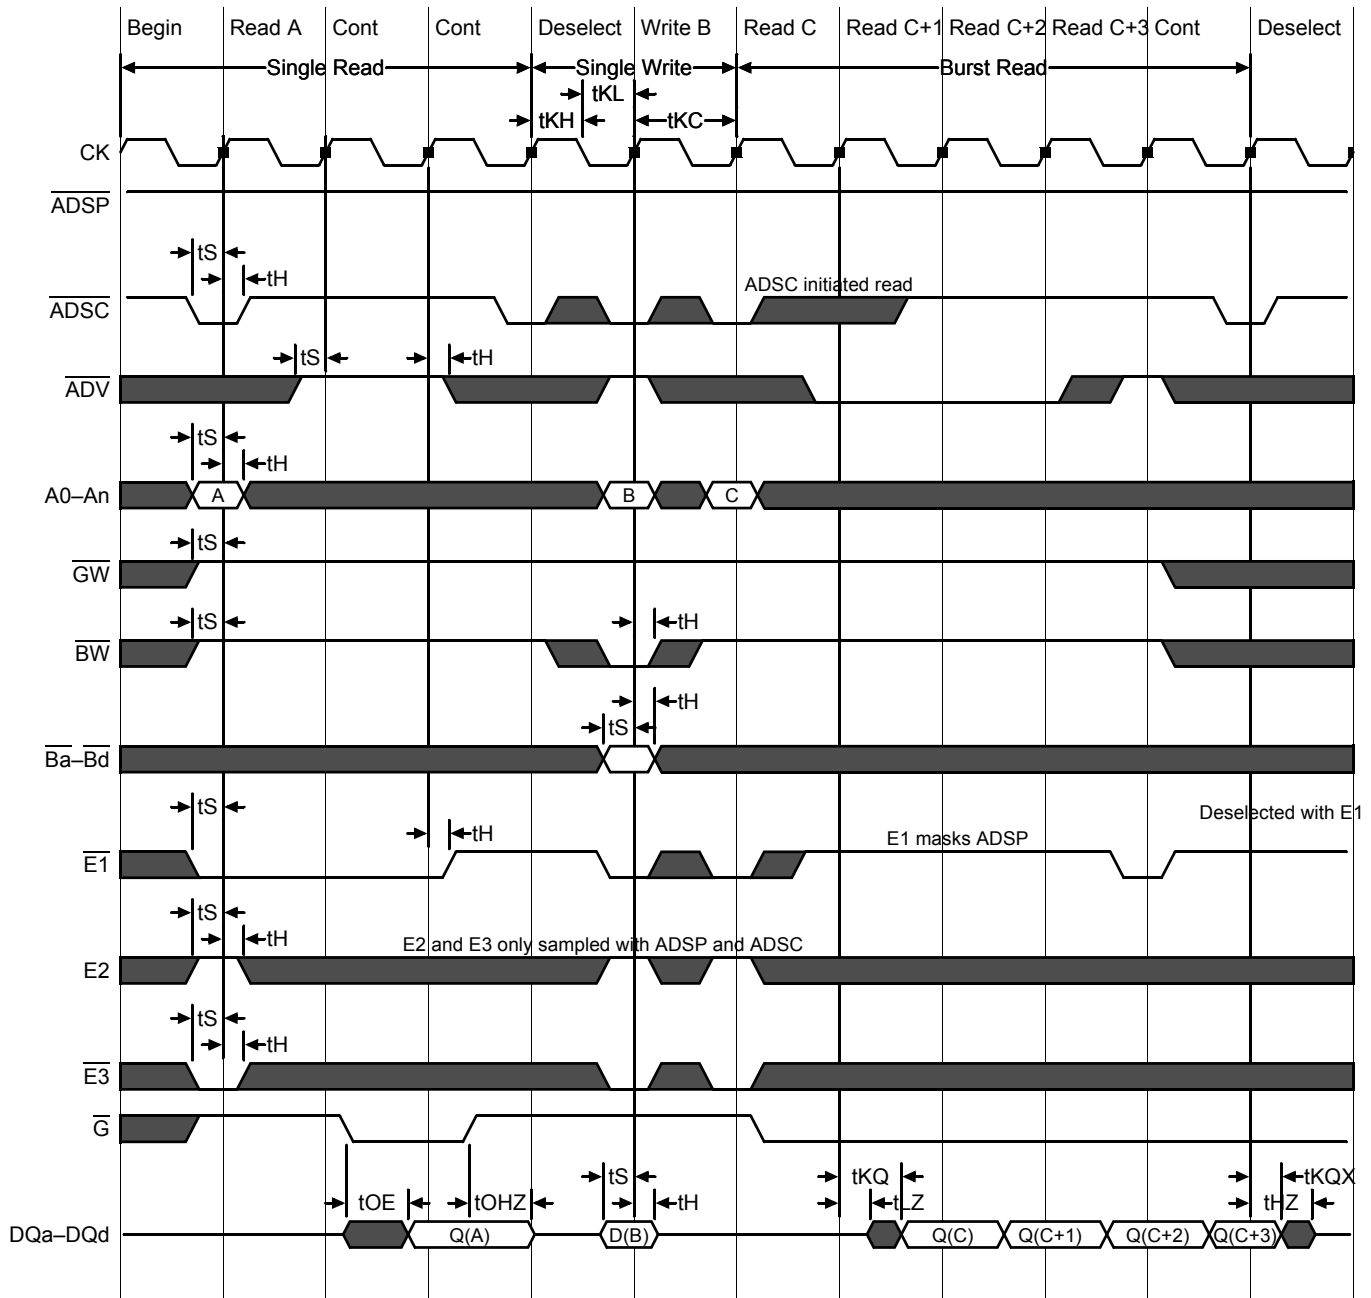 Begin Read A Cont Cont Deselect Write B Read C Read C+1 Read C+2 Read C+3 Cont Deselect
Single Read Single Write Burst Read
tKL
tKH tKC
CK
ADSP
tS
tH
ADSC initiated read
ADSC
tS tH
ADV
tS
tH
A0–An A B C
tS
GW
tS tH
BW
tH
tS
Ba–Bd
tS
Deselected with E1
tH
E1 masks ADSP
E1
tS
tH
E2 and E3 only sampled with ADSP and ADSC
E2
tS
tH
E3
G
tS tKQ tKQX
tOE tOHZ tH tLZ tHZ
DQa–DQd Q(A) D(B) Q(C) Q(C+1) Q(C+2) Q(C+3)